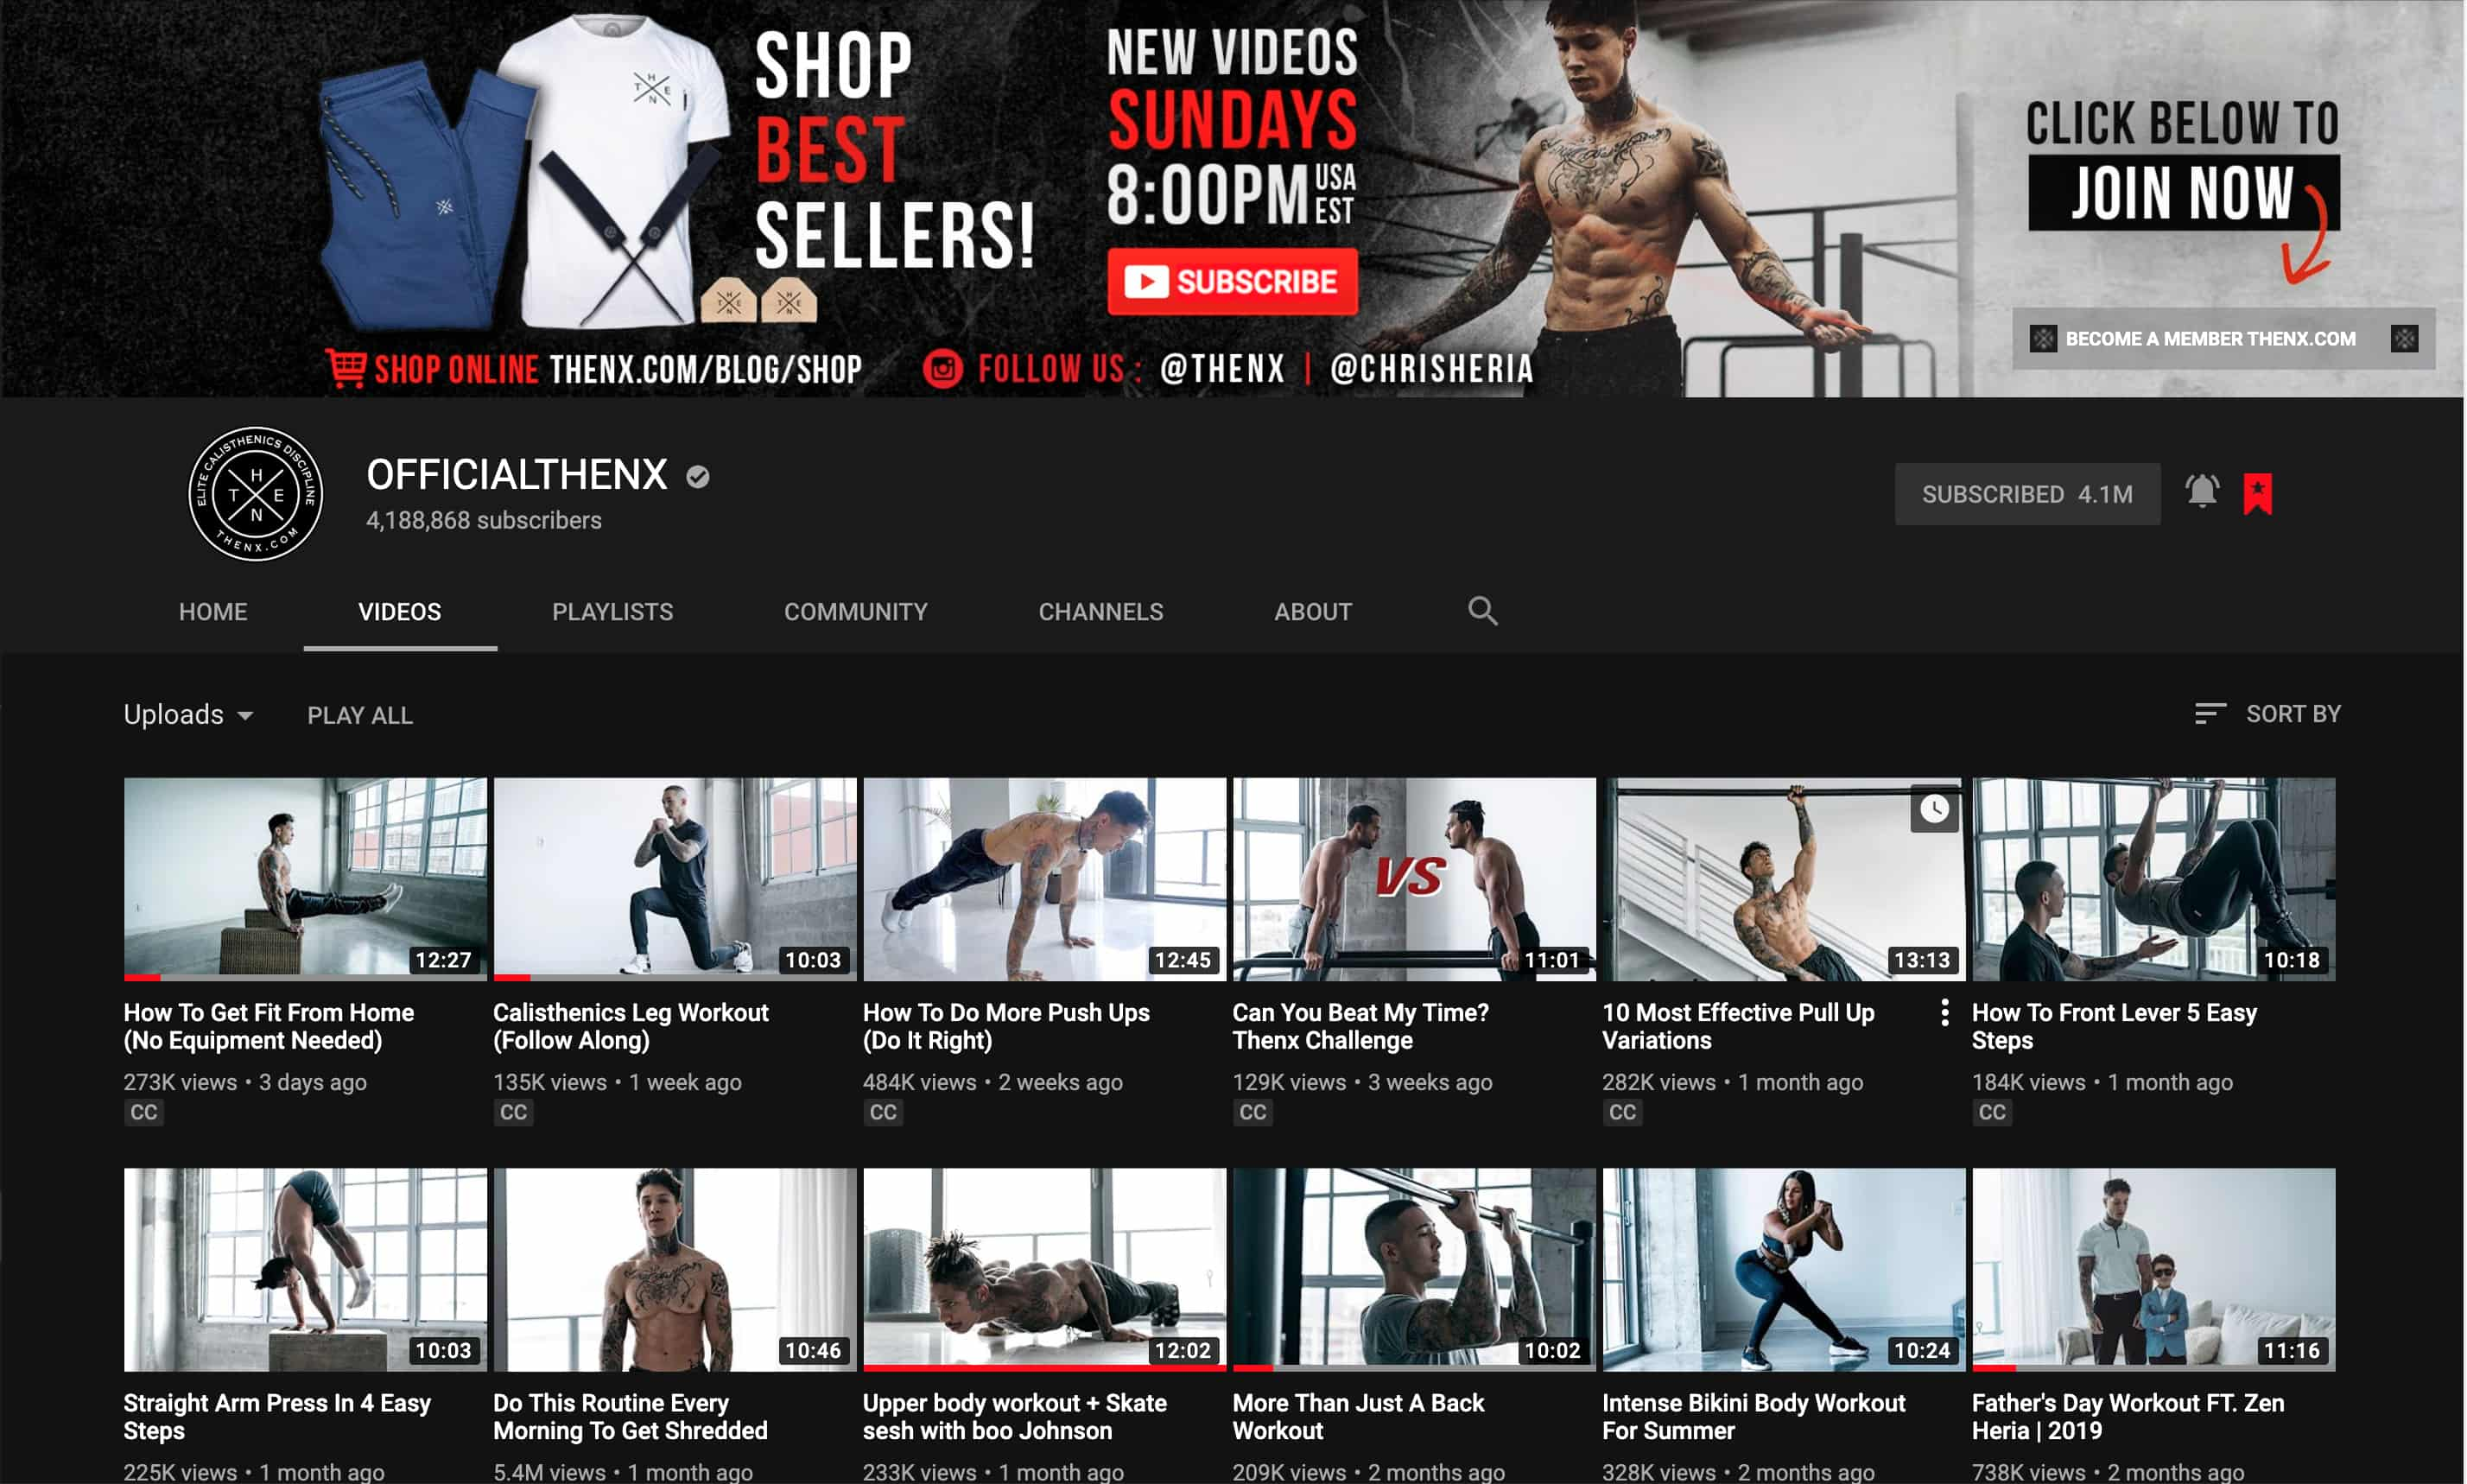 SHOP
BEST
SELLERS!
SHOP ONLINE THENX.COM/BLOG/SHOP
NEW VIDEOS
SUNDAYS
8:00PM USA EST
SUBSCRIBE
FOLLOW US : @THENX | @CHRISHERIA
CLICK BELOW TO
JOIN NOW
BECOME A MEMBER THENX.COM
ELITE CALISTHENICS DISCIPLINE
H
T E
N
THENX.COM
OFFICIALTHENX
4,188,868 subscribers
SUBSCRIBED 4.1M
HOME VIDEOS PLAYLISTS COMMUNITY CHANNELS ABOUT
Uploads PLAY ALL SORT BY
VS
12:27 10:03 12:45 11:01 13:13 10:18
How To Get Fit From Home
(No Equipment Needed)
273K views • 3 days ago
CC
Calisthenics Leg Workout
(Follow Along)
135K views • 1 week ago
CC
How To Do More Push Ups
(Do It Right)
484K views • 2 weeks ago
CC
Can You Beat My Time?
Thenx Challenge
129K views • 3 weeks ago
CC
10 Most Effective Pull Up
Variations
282K views • 1 month ago
CC
How To Front Lever 5 Easy
Steps
184K views • 1 month ago
CC
10:03 10:46 12:02 10:02 10:24 11:16
Straight Arm Press In 4 Easy
Steps
225K views • 1 month ago
Do This Routine Every
Morning To Get Shredded
5.4M views • 1 month ago
Upper body workout + Skate
sesh with boo Johnson
233K views • 1 month ago
More Than Just A Back
Workout
209K views • 2 months ago
Intense Bikini Body Workout
For Summer
328K views • 2 months ago
Father's Day Workout FT. Zen
Heria | 2019
738K views • 2 months ago